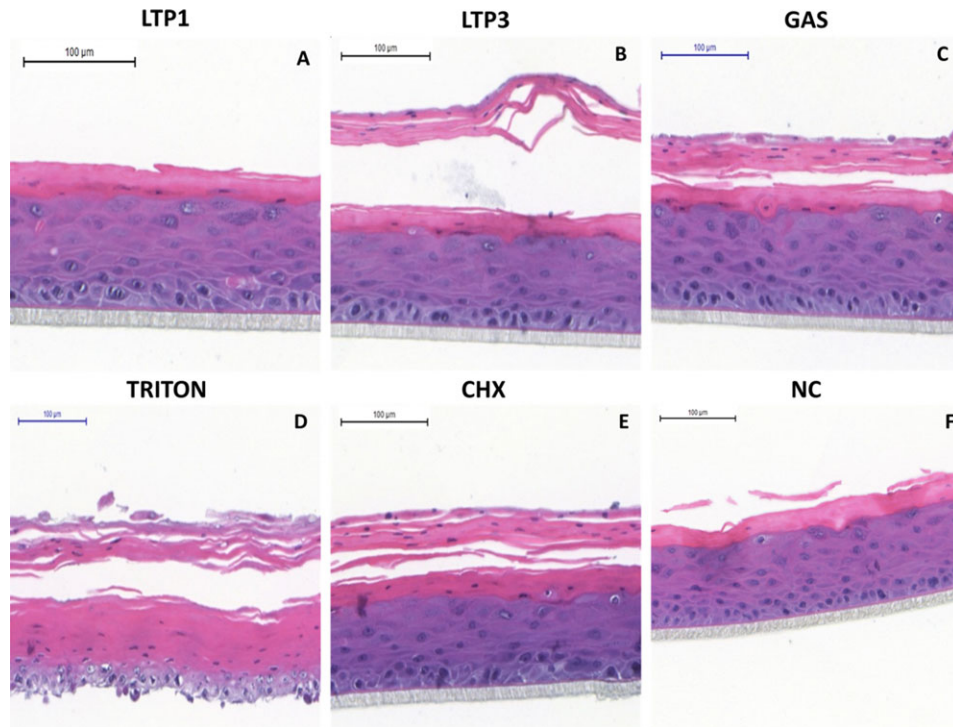 LTP1
LTP3
GAS
100 µm
A
100 µm
B
100 µm
C
TRITON
CHX
NC
100 µm
D
100 µm
E
100 µm
F